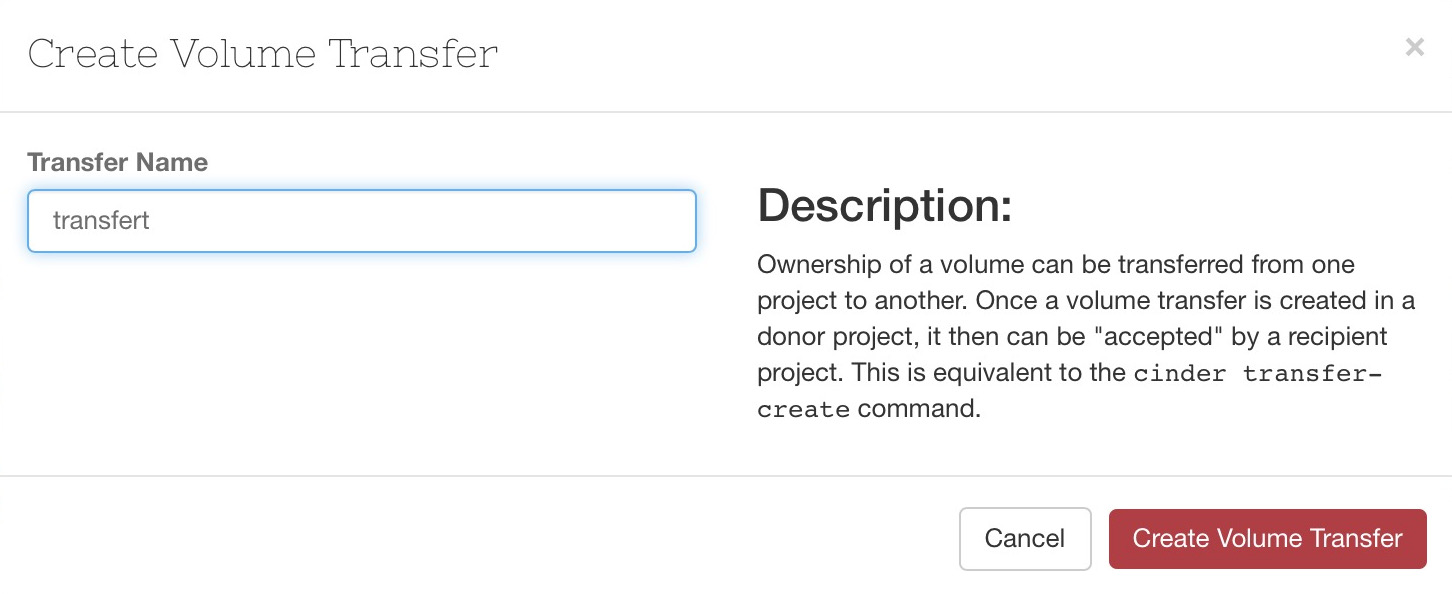 Create Volume Transfer
×
Transfer Name
transfert
Description:
Ownership of a volume can be transferred from one
project to another. Once a volume transfer is created in a
donor project, it then can be "accepted" by a recipient
project. This is equivalent to the cinder transfer-
create command.
Cancel
Create Volume Transfer